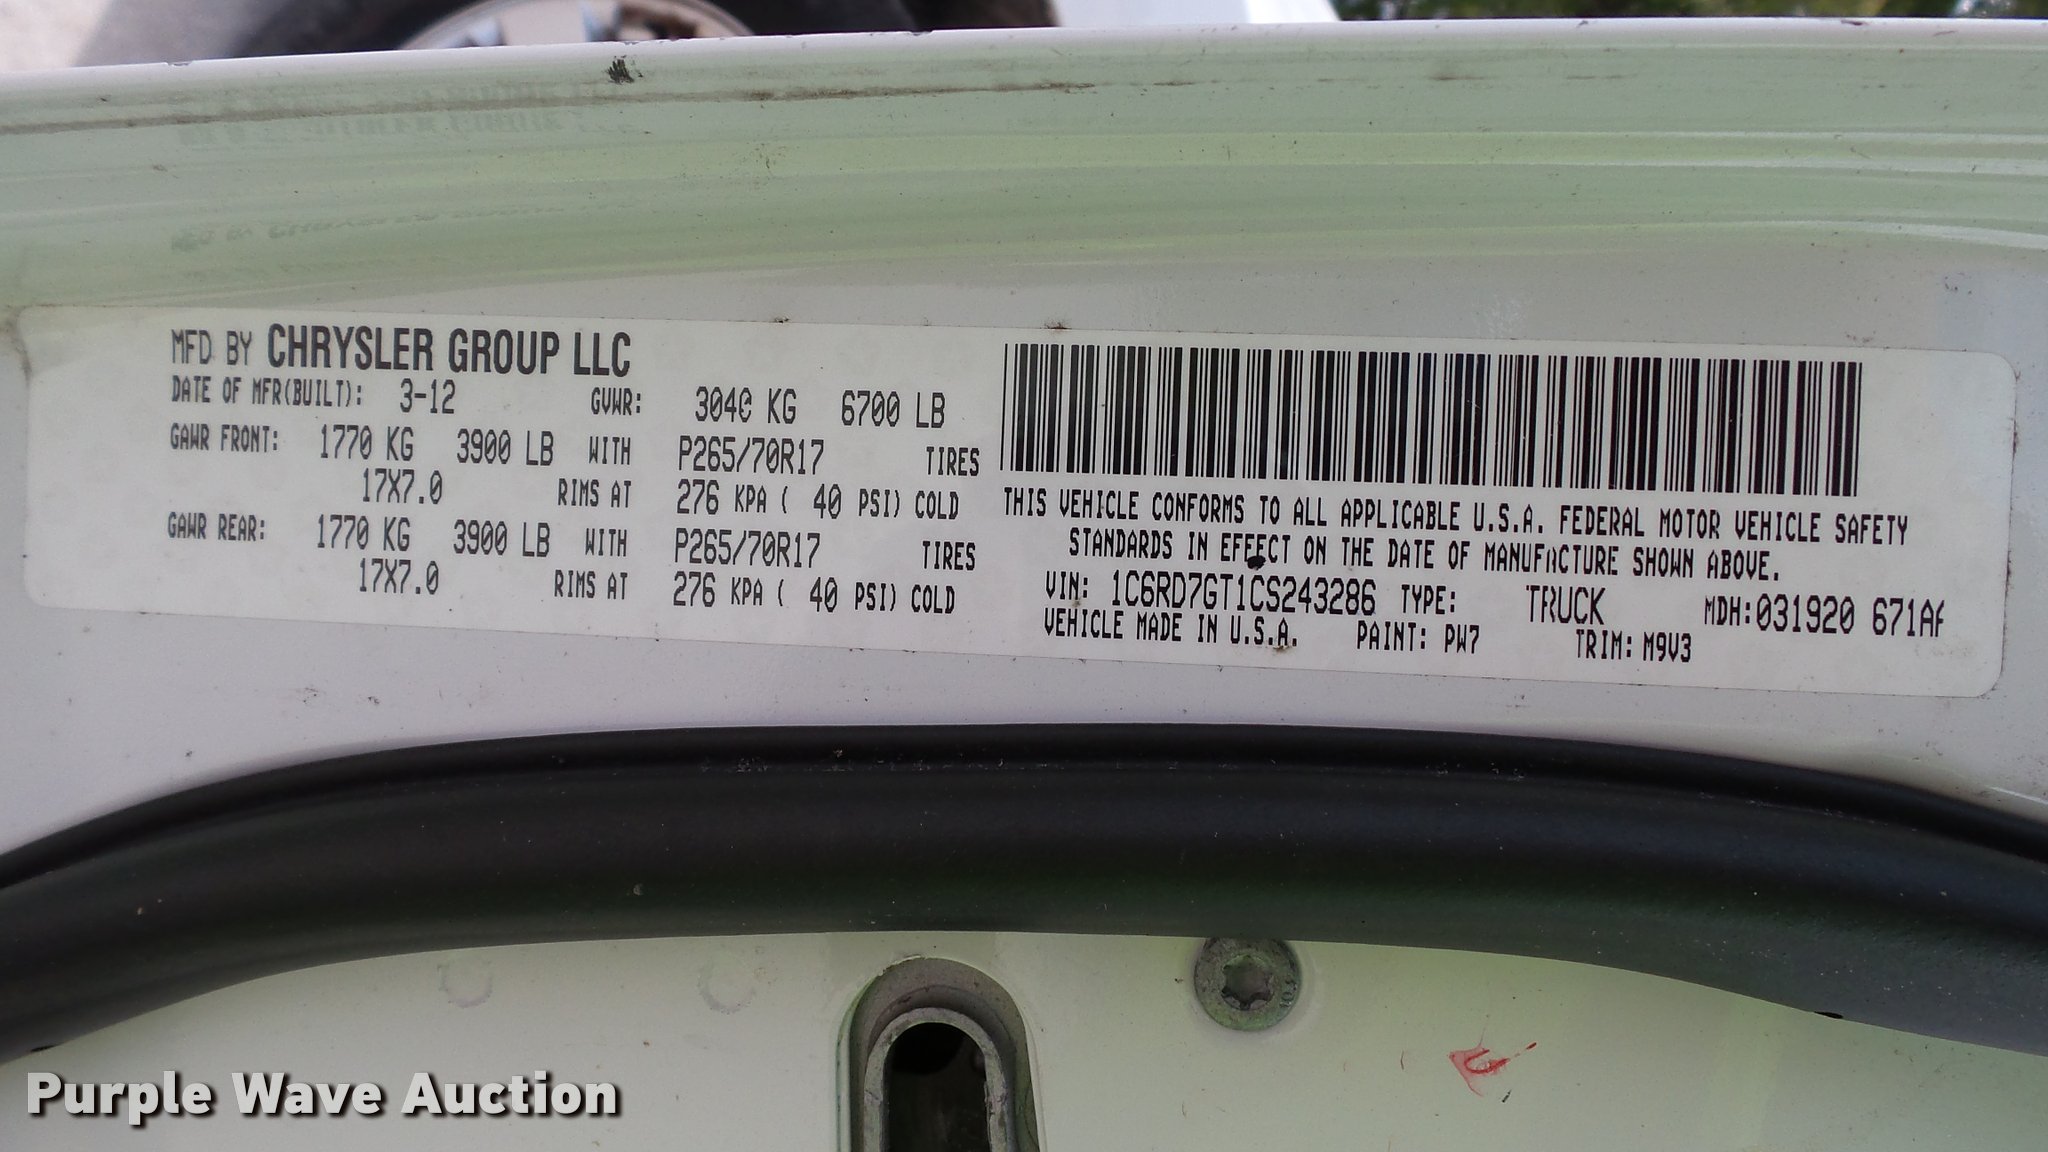 MFD BY CHRYSLER GROUP LLC
DATE OF MFR(BUILT): 3-12 GVWR: 3040 KG 6700 LB
GAWR FRONT: 1770 KG 3900 LB WITH P265/70R17 TIRES
17X7.0 RIMS AT 276 KPA ( 40 PSI) COLD
GAWR REAR: 1770 KG 3900 LB WITH P265/70R17 TIRES
17X7.0 RIMS AT 276 KPA ( 40 PSI) COLD
THIS VEHICLE CONFORMS TO ALL APPLICABLE U.S.A. FEDERAL MOTOR VEHICLE SAFETY
STANDARDS IN EFFECT ON THE DATE OF MANUFACTURE SHOWN ABOVE.
VIN: 1C6RD7GT1CS243286 TYPE: TRUCK MDH:031920
VEHICLE MADE IN U.S.A. PAINT: PW7 TRIM: M9V3
Purple Wave Auction